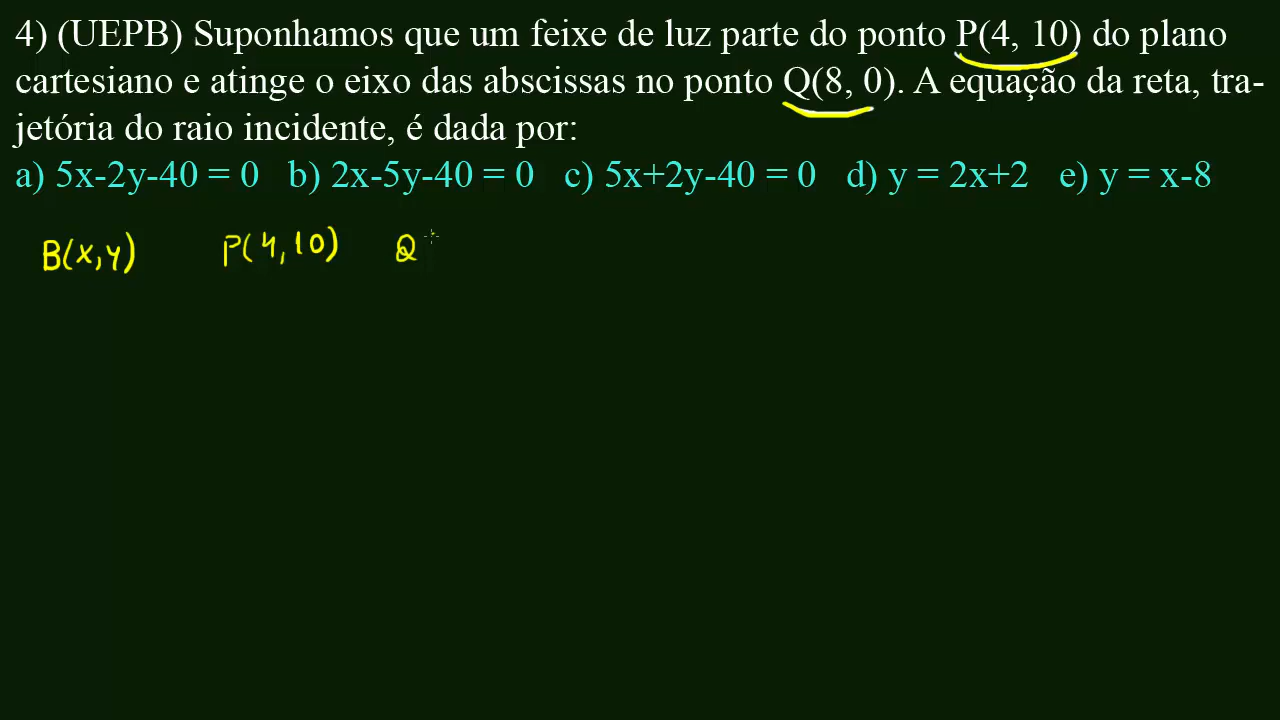 4) (UEPB) Suponhamos que um feixe de luz parte do ponto P(4, 10) do plano
cartesiano e atinge o eixo das abscissas no ponto Q(8, 0). A equação da reta, tra-
jetória do raio incidente, é dada por:
a) 5x-2y-40 = 0 b) 2x-5y-40 = 0 c) 5x+2y-40 = 0 d) y = 2x+2 e) y = x-8
B(x,y) P(4,10) Q